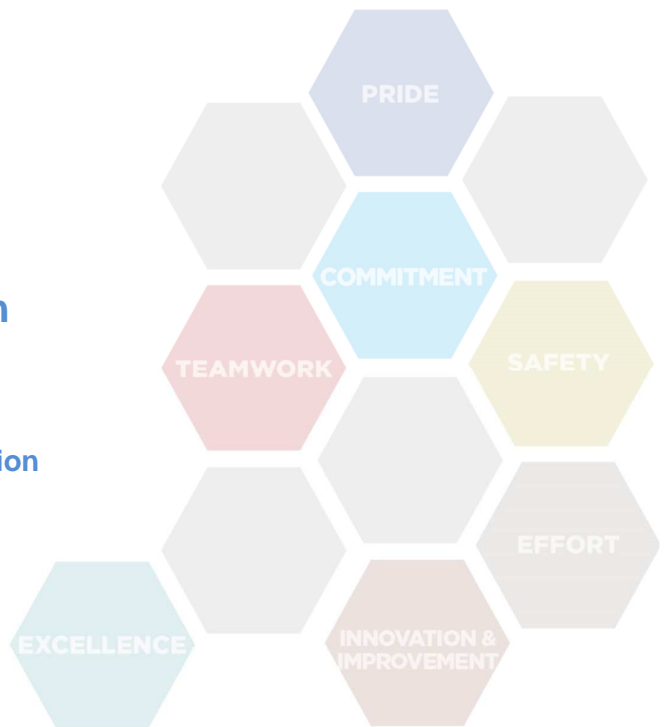 PRIDE
COMMITMENT
TEAMWORK
SAFETY
EFFORT
EXCELLENCE
INNOVATION &
IMPROVEMENT